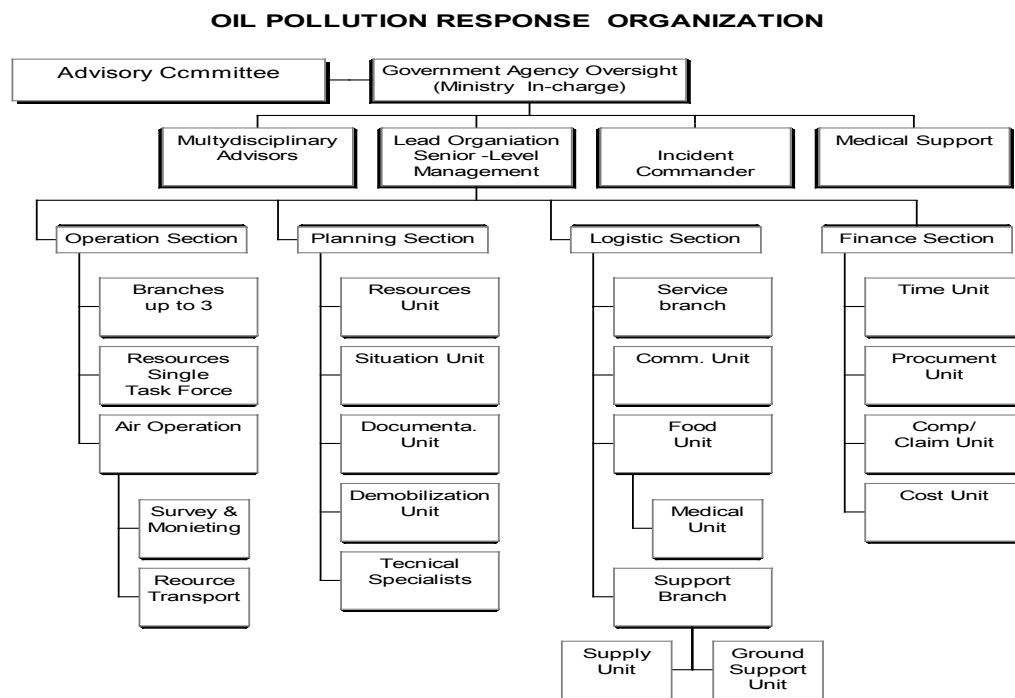 OIL POLLUTION RESPONSE ORGANIZATION
Advisory Ccmmittee
Government Agency Oversight
(Ministry In-charge)
Multydisciplinary
Advisors
Lead Organiation
Senior -Level
Management
Incident
Commander
Medical Support
Operation Section
Planning Section
Logistic Section
Finance Section
Branches
up to 3
Resources
Single
Task Force
Air Operation
Survey &
Monieting
Reource
Transport
Resources
Unit
Situation Unit
Documenta.
Unit
Demobilization
Unit
Tecnical
Specialists
Service
branch
Comm. Unit
Food
Unit
Medical
Unit
Support
Branch
Supply
Unit
Ground
Support
Unit
Time Unit
Procument
Unit
Comp/
Claim Unit
Cost Unit